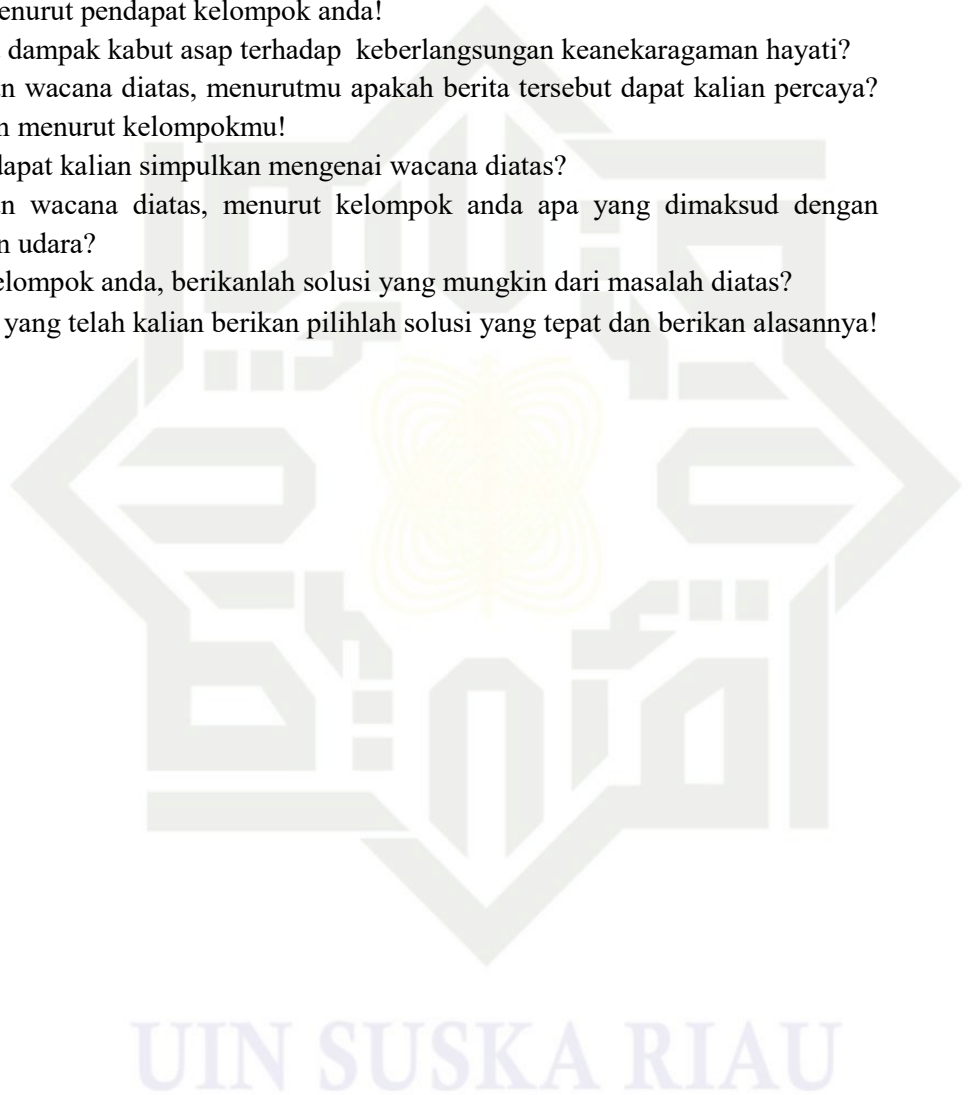 enurut pendapat kelompok anda!
dampak kabut asap terhadap keberlangsungan keanekaragaman hayati?
n wacana diatas, menurutmu apakah berita tersebut dapat kalian percaya?
n menurut kelompokmu!
dapat kalian simpulkan mengenai wacana diatas?
n wacana diatas, menurut kelompok anda apa yang dimaksud dengan
n udara?
elompok anda, berikanlah solusi yang mungkin dari masalah diatas?
yang telah kalian berikan pilihlah solusi yang tepat dan berikan alasannya!
UIN SUSKA RIAU